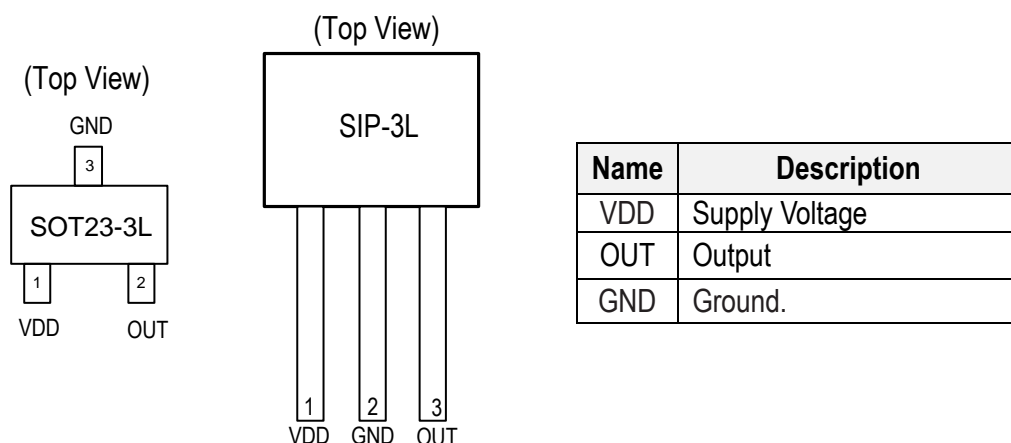 (Top View)
GND
3
SOT23-3L
1 2
VDD OUT
(Top View)
SIP-3L
1 2 3
VDD GND OUT
Name Description
VDD Supply Voltage
OUT Output
GND Ground.